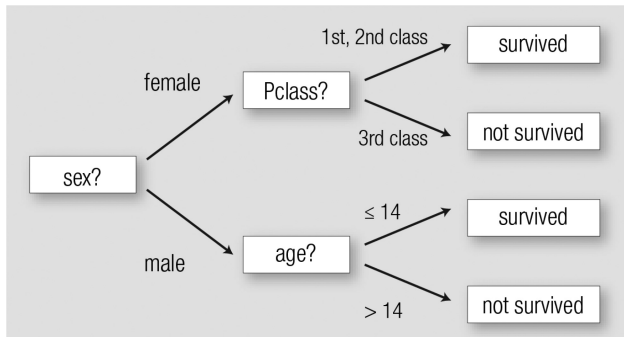 1st, 2nd class
survived
female
Pclass?
3rd class
not survived
sex?
≤ 14
survived
male
age?
> 14
not survived